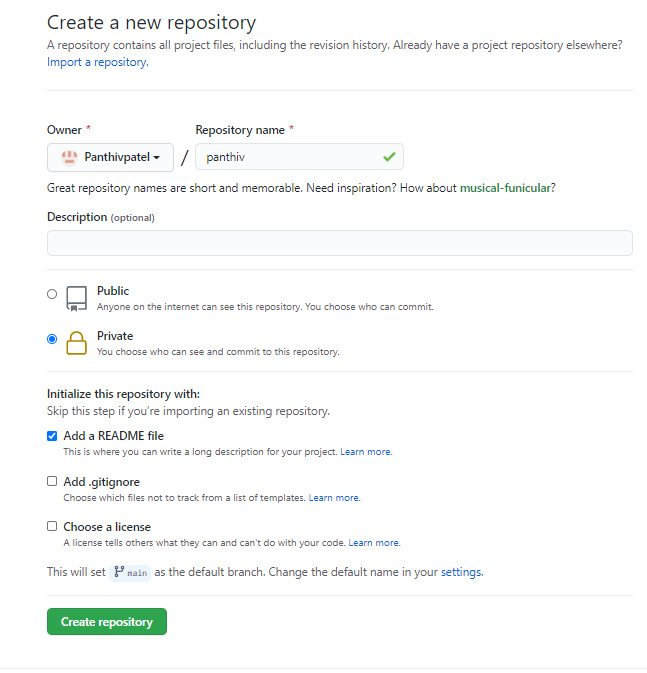 Create a new repository
A repository contains all project files, including the revision history. Already have a project repository elsewhere?
Import a repository.
Owner * Repository name *
Panthivpatel / panthiv
Great repository names are short and memorable. Need inspiration? How about musical-funicular?
Description (optional)
Public
Anyone on the internet can see this repository. You choose who can commit.
Private
You choose who can see and commit to this repository.
Initialize this repository with:
Skip this step if you're importing an existing repository.
Add a README file
This is where you can write a long description for your project. Learn more.
Add .gitignore
Choose which files not to track from a list of templates. Learn more.
Choose a license
A license tells others what they can and can't do with your code. Learn more.
This will set main as the default branch. Change the default name in your settings.
Create repository